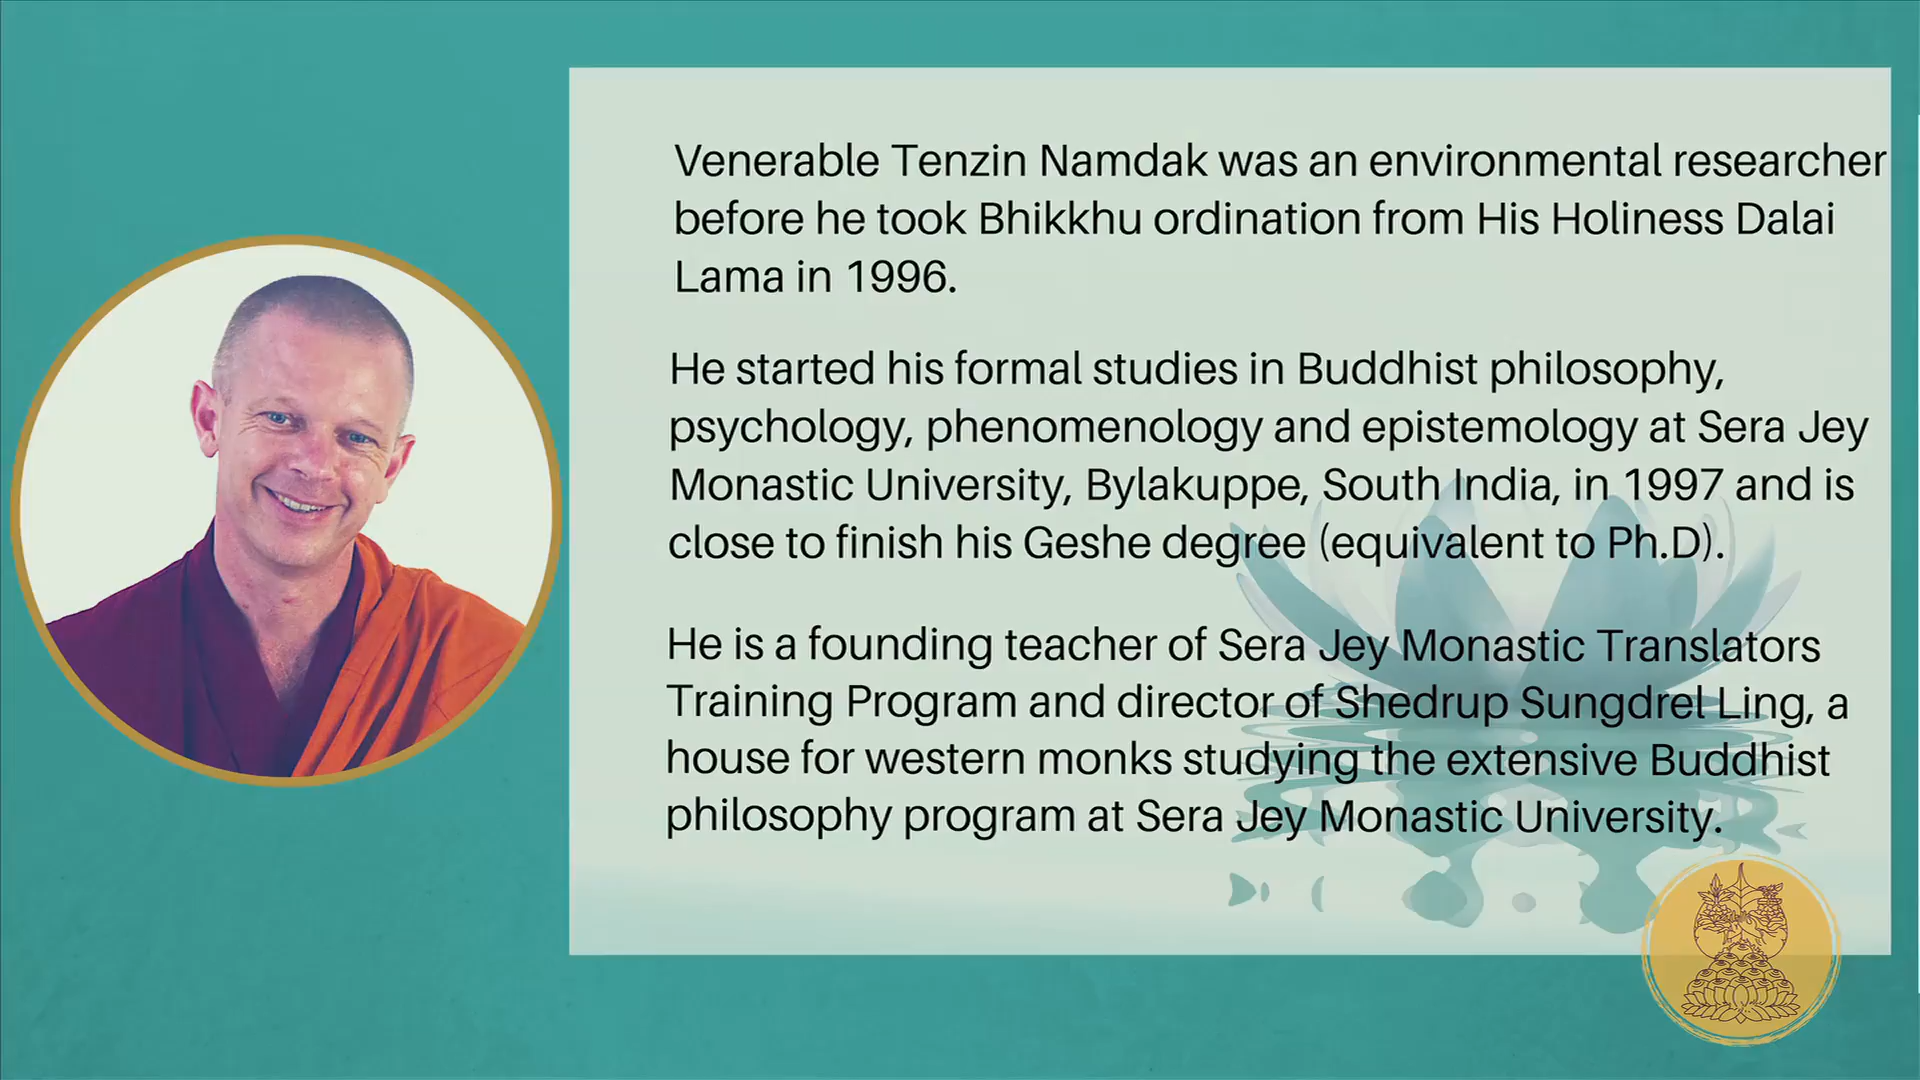 Venerable Tenzin Namdak was an environmental researcher
before he took Bhikkhu ordination from His Holiness Dalai
Lama in 1996.
He started his formal studies in Buddhist philosophy,
psychology, phenomenology and epistemology at Sera Jey
Monastic University, Bylakuppe, South India, in 1997 and is
close to finish his Geshe degree (equivalent to Ph.D).
He is a founding teacher of Sera Jey Monastic Translators
Training Program and director of Shedrup Sungdrel Ling, a
house for western monks studying the extensive Buddhist
philosophy program at Sera Jey Monastic University.